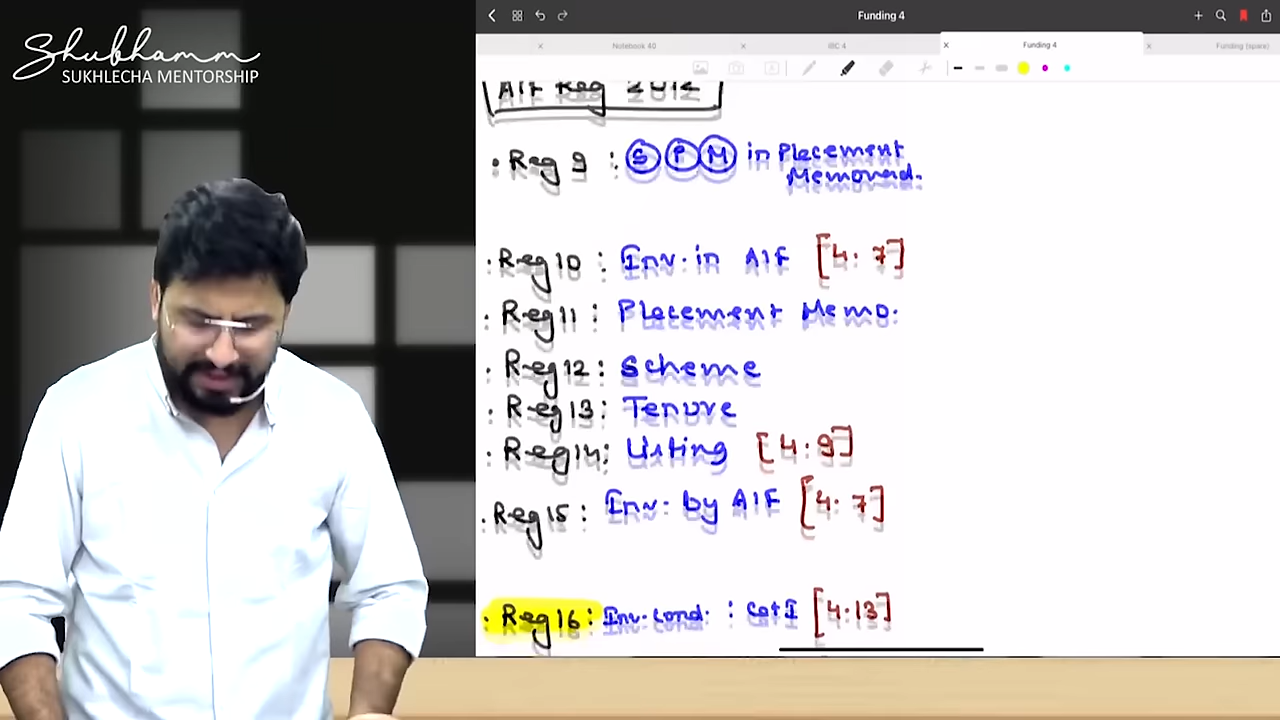 Shubhamm
SUKHLECHA MENTORSHIP
Funding 4
Notebook 40
IBC 4
Funding 4
Funding (spare)
AIF Reg 2012
. Reg 9 : S P M in Placement
Memorad.
. Reg 10 : Inv. in AIF [4. 7]
. Reg 11 : Placement Memo.
. Reg 12 : Scheme
. Reg 13 : Tenure
. Reg 14 : Listing [4.9]
. Reg 15 : Inv. by AIF [4. 7]
. Reg 16 : Inv. Cond. : Cat I [4.13]